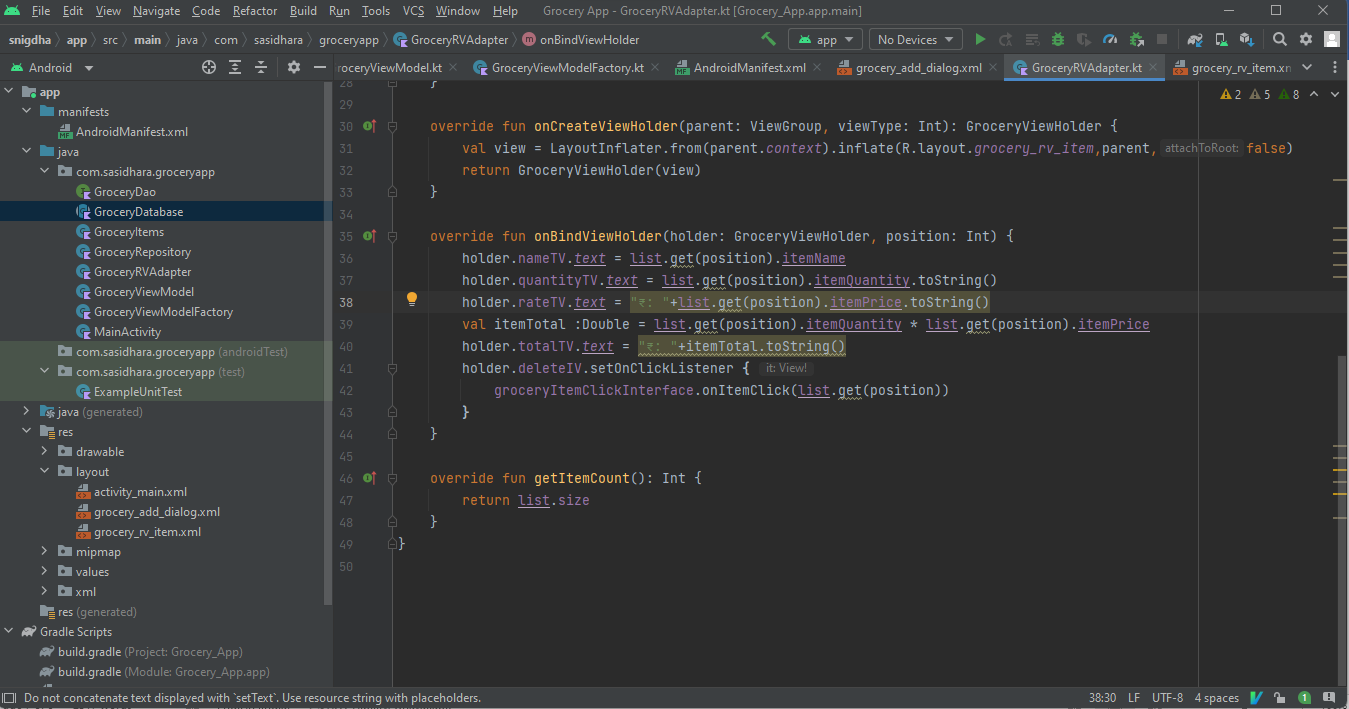 File Edit View Navigate Code Refactor Build Run Tools VCS Window Help Grocery App - GroceryRVAdapter.kt [Grocery_App.app.main]
snigdha app src main java com sasidhara groceryapp GroceryRVAdapter onBindViewHolder app No Devices
Android
roceryViewModel.kt GroceryViewModelFactory.kt AndroidManifest.xml grocery_add_dialog.xml GroceryRVAdapter.kt grocery_rv_item.xn
app
manifests
AndroidManifest.xml
java
com.sasidhara.groceryapp
GroceryDao
GroceryDatabase
GroceryItems
GroceryRepository
GroceryRVAdapter
GroceryViewModel
GroceryViewModelFactory
MainActivity
com.sasidhara.groceryapp (androidTest)
com.sasidhara.groceryapp (test)
ExampleUnitTest
java (generated)
res
drawable
layout
activity_main.xml
grocery_add_dialog.xml
grocery_rv_item.xml
mipmap
values
xml
res (generated)
Gradle Scripts
build.gradle (Project: Grocery_App)
build.gradle (Module: Grocery_App.app)
2 5 8
28 }
29
30 override fun onCreateViewHolder(parent: ViewGroup, viewType: Int): GroceryViewHolder {
31 val view = LayoutInflater.from(parent.context).inflate(R.layout.grocery_rv_item,parent, attachToRoot: false)
32 return GroceryViewHolder(view)
33 }
34
35 override fun onBindViewHolder(holder: GroceryViewHolder, position: Int) {
36 holder.nameTV.text = list.get(position).itemName
37 holder.quantityTV.text = list.get(position).itemQuantity.toString()
38 holder.rateTV.text = "₹: "+list.get(position).itemPrice.toString()
39 val itemTotal :Double = list.get(position).itemQuantity * list.get(position).itemPrice
40 holder.totalTV.text = "₹: "+itemTotal.toString()
41 holder.deleteIV.setOnClickListener { it: View!
42 groceryItemClickInterface.onItemClick(list.get(position))
43 }
44 }
45
46 override fun getItemCount(): Int {
47 return list.size
48 }
49 }
50
Do not concatenate text displayed with `setText`. Use resource string with placeholders. 38:30 LF UTF-8 4 spaces 1